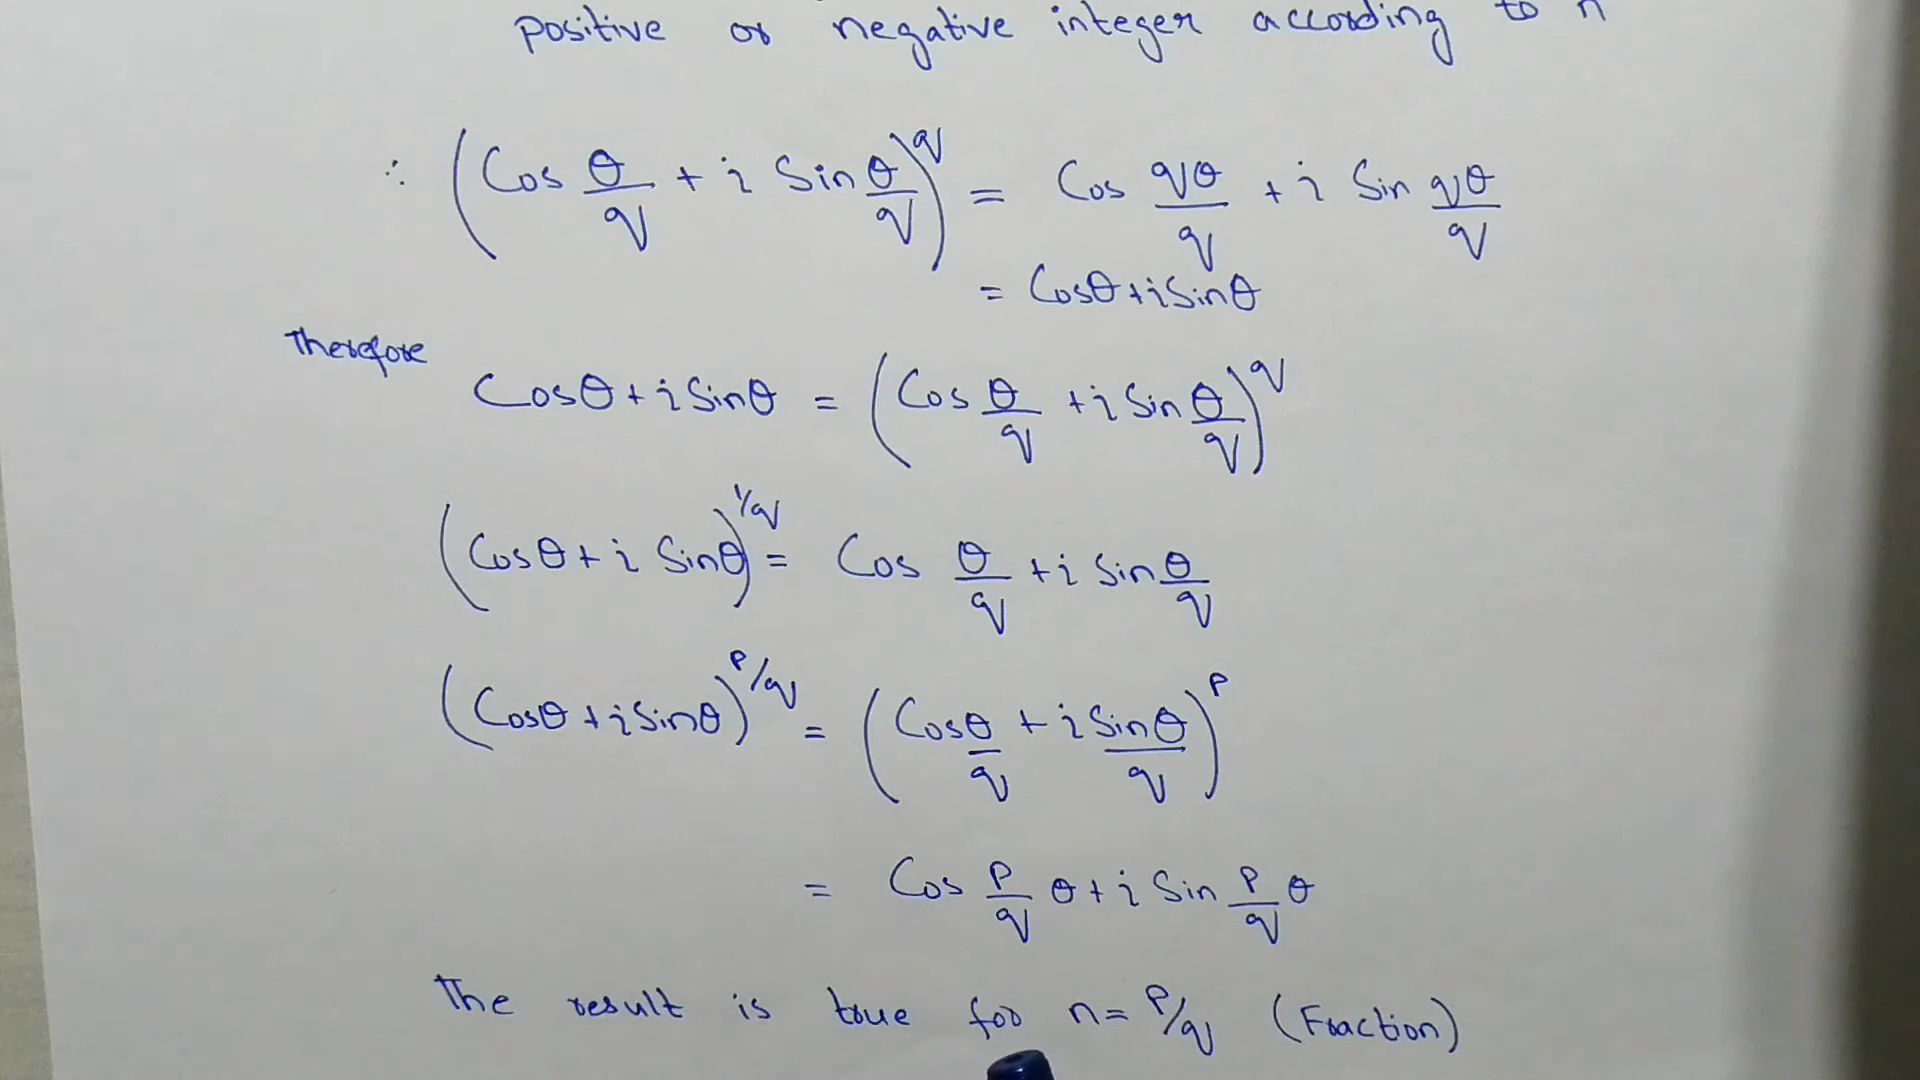 positive or negative integer according to n
∴ (Cos θ/q + i Sin θ/q)^q = Cos qθ/q + i Sin qθ/q
= Cosθ + i Sinθ
Therefore
Cosθ + i Sinθ = (Cos θ/q + i Sin θ/q)^q
(Cosθ + i Sinθ)^1/q = Cos θ/q + i Sin θ/q
(Cosθ + i Sinθ)^P/q = (Cos θ/q + i Sin θ/q)^P
= Cos P/q θ + i Sin P/q θ
The result is true for n = P/q (Fraction)